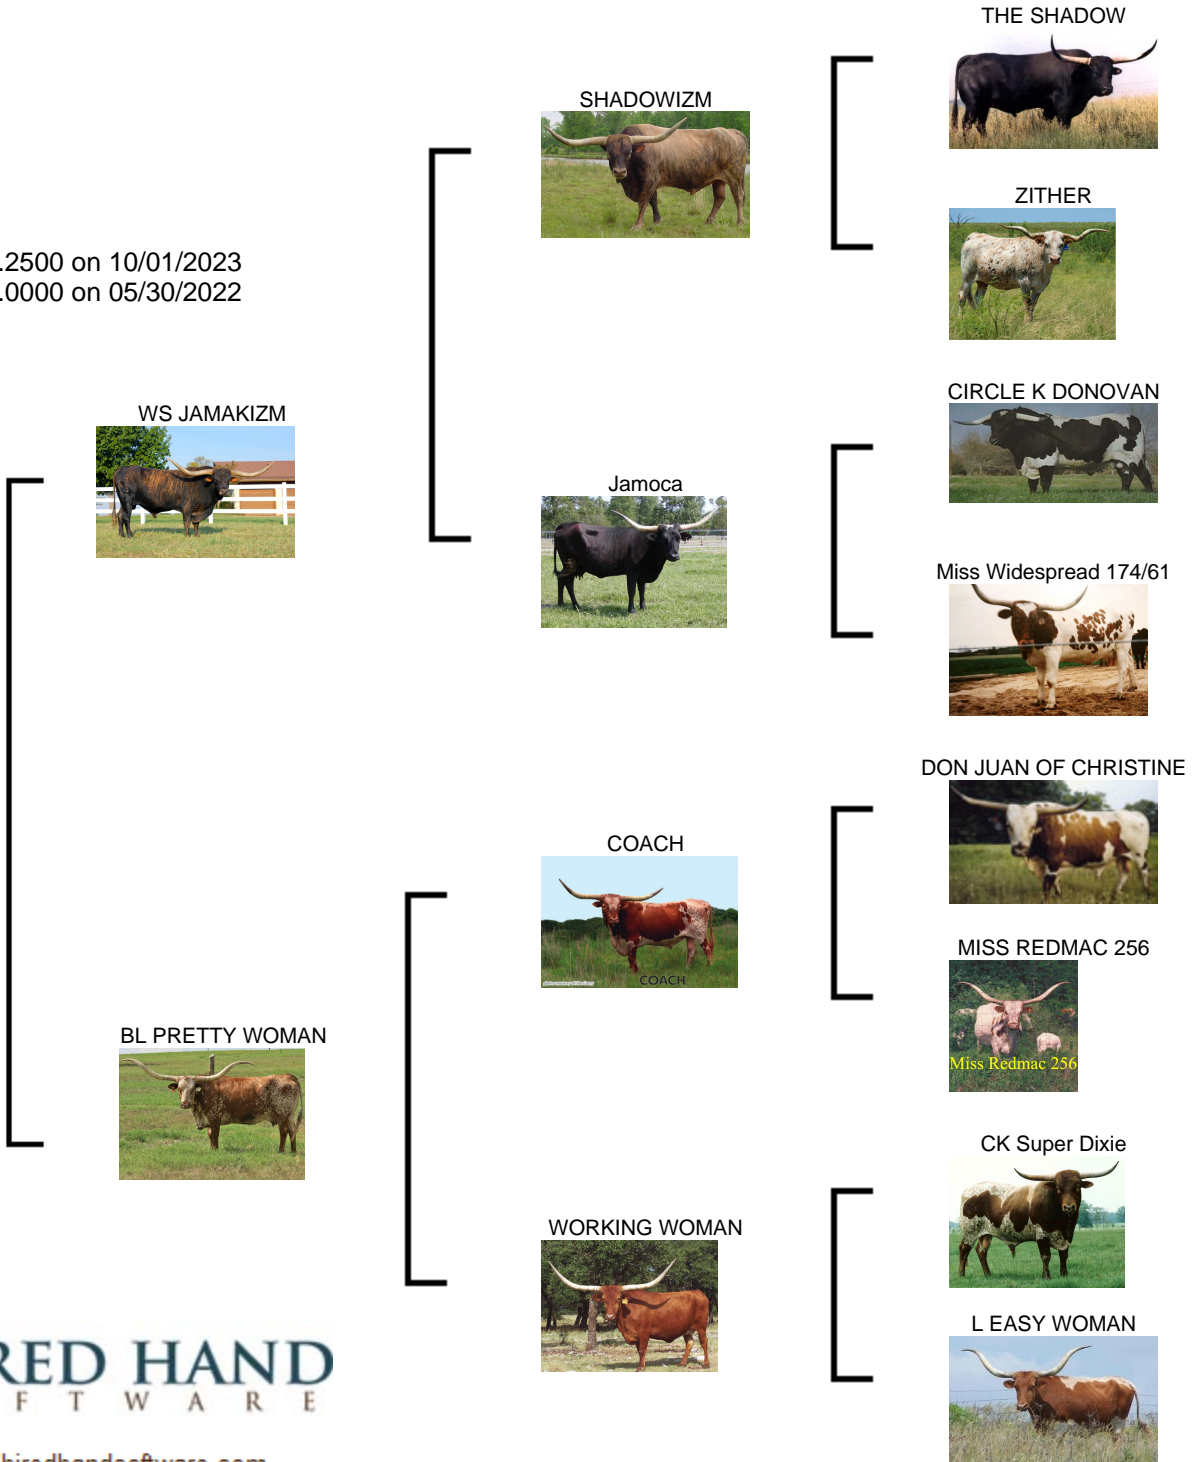 THE SHADOW
SHADOWIZM
ZITHER
.2500 on 10/01/2023
.0000 on 05/30/2022
CIRCLE K DONOVAN
WS JAMAKIZM
Jamoca
Miss Widespread 174/61
DON JUAN OF CHRISTINE
COACH
COACH
MISS REDMAC 256
Miss Redmac 256
BL PRETTY WOMAN
CK Super Dixie
WORKING WOMAN
L EASY WOMAN
RED HAND
F T W A R E
hiredhandsoftware.com